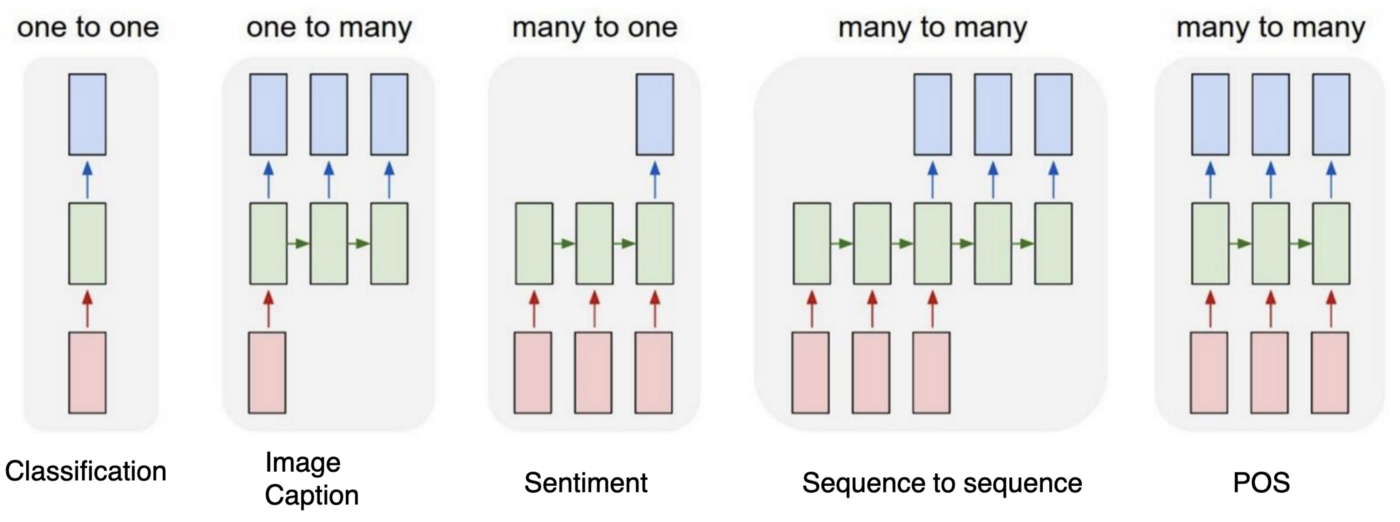 one to one
one to many
many to one
many to many
many to many
Classification
Image
Caption
Sentiment
Sequence to sequence
POS